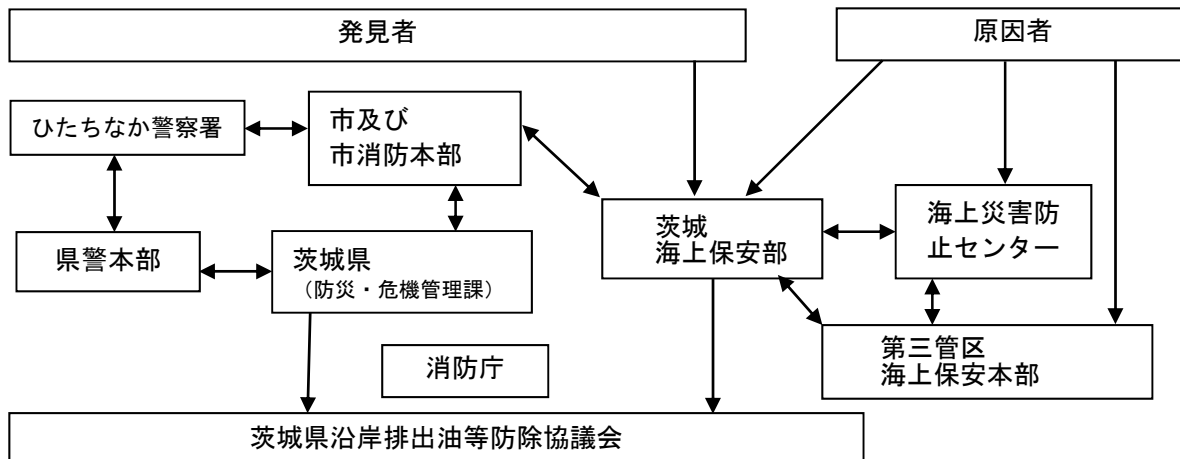 発見者
原因者
ひたちなか警察署
市及び
市消防本部
茨城
海上保安部
海上災害防
止センター
県警本部
茨城県
（防災・危機管理課）
第三管区
海上保安本部
消防庁
茨城県沿岸排出油等防除協議会